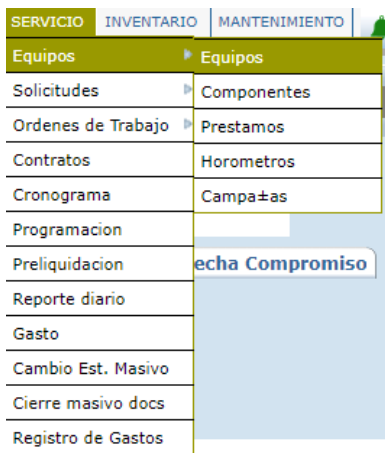 SERVICIO INVENTARIO MANTENIMIENTO
Equipos Equipos
Solicitudes Componentes
Ordenes de Trabajo Prestamos
Contratos Horometros
Cronograma Campa±as
Programacion
Preliquidacion echa Compromiso
Reporte diario
Gasto
Cambio Est. Masivo
Cierre masivo docs
Registro de Gastos